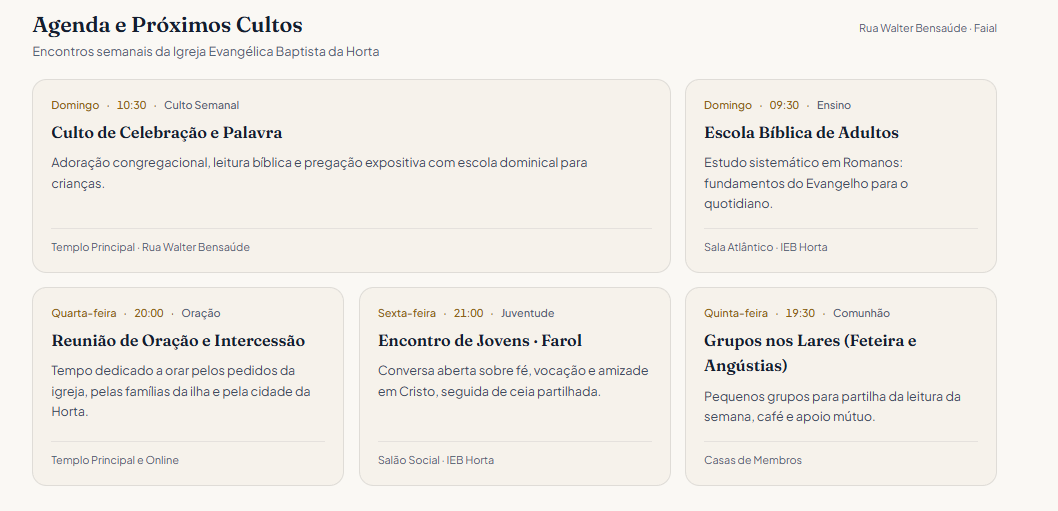 Agenda e Próximos Cultos
Rua Walter Bensaúde · Faial
Encontros semanais da Igreja Evangélica Baptista da Horta
Domingo · 10:30 · Culto Semanal
Culto de Celebração e Palavra
Adoração congregacional, leitura bíblica e pregação expositiva com escola dominical para
crianças.
Templo Principal · Rua Walter Bensaúde
Domingo · 09:30 · Ensino
Escola Bíblica de Adultos
Estudo sistemático em Romanos:
fundamentos do Evangelho para o
quotidiano.
Sala Atlântico · IEB Horta
Quarta-feira · 20:00 · Oração
Reunião de Oração e Intercessão
Tempo dedicado a orar pelos pedidos da
igreja, pelas famílias da ilha e pela cidade da
Horta.
Templo Principal e Online
Sexta-feira · 21:00 · Juventude
Encontro de Jovens · Farol
Conversa aberta sobre fé, vocação e amizade
em Cristo, seguida de ceia partilhada.
Salão Social · IEB Horta
Quinta-feira · 19:30 · Comunhão
Grupos nos Lares (Feteira e
Angústias)
Pequenos grupos para partilha da leitura da
semana, café e apoio mútuo.
Casas de Membros